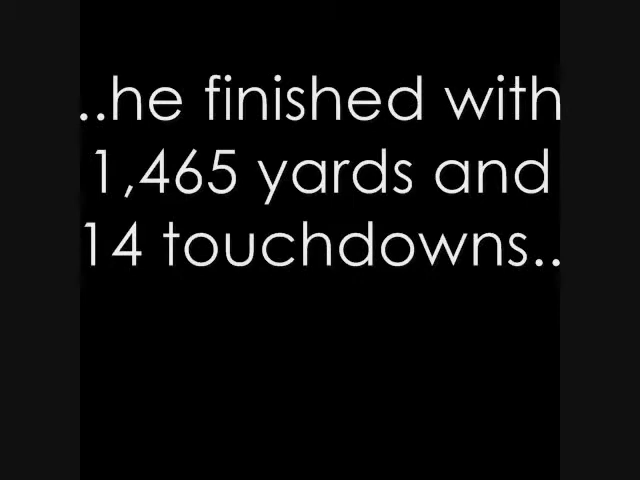 ..he finished with
1,465 yards and
14 touchdowns..